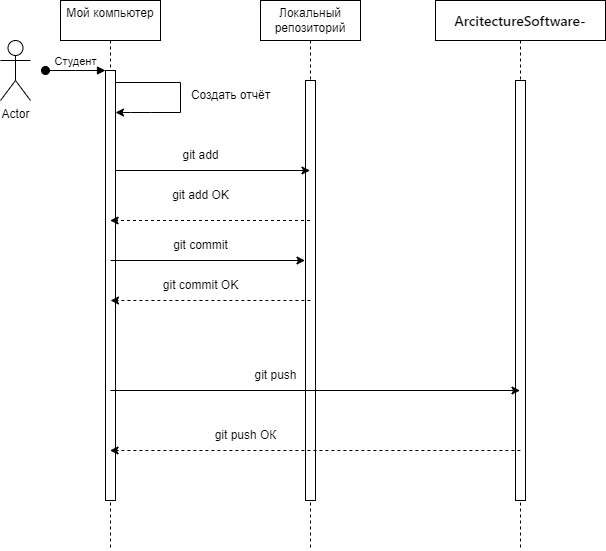 Мой компьютер
Локальный
репозиторий
ArcitectureSoftware-
Студент
Actor
Создать отчёт
git add
git add OK
git commit
git commit OK
git push
git push OK